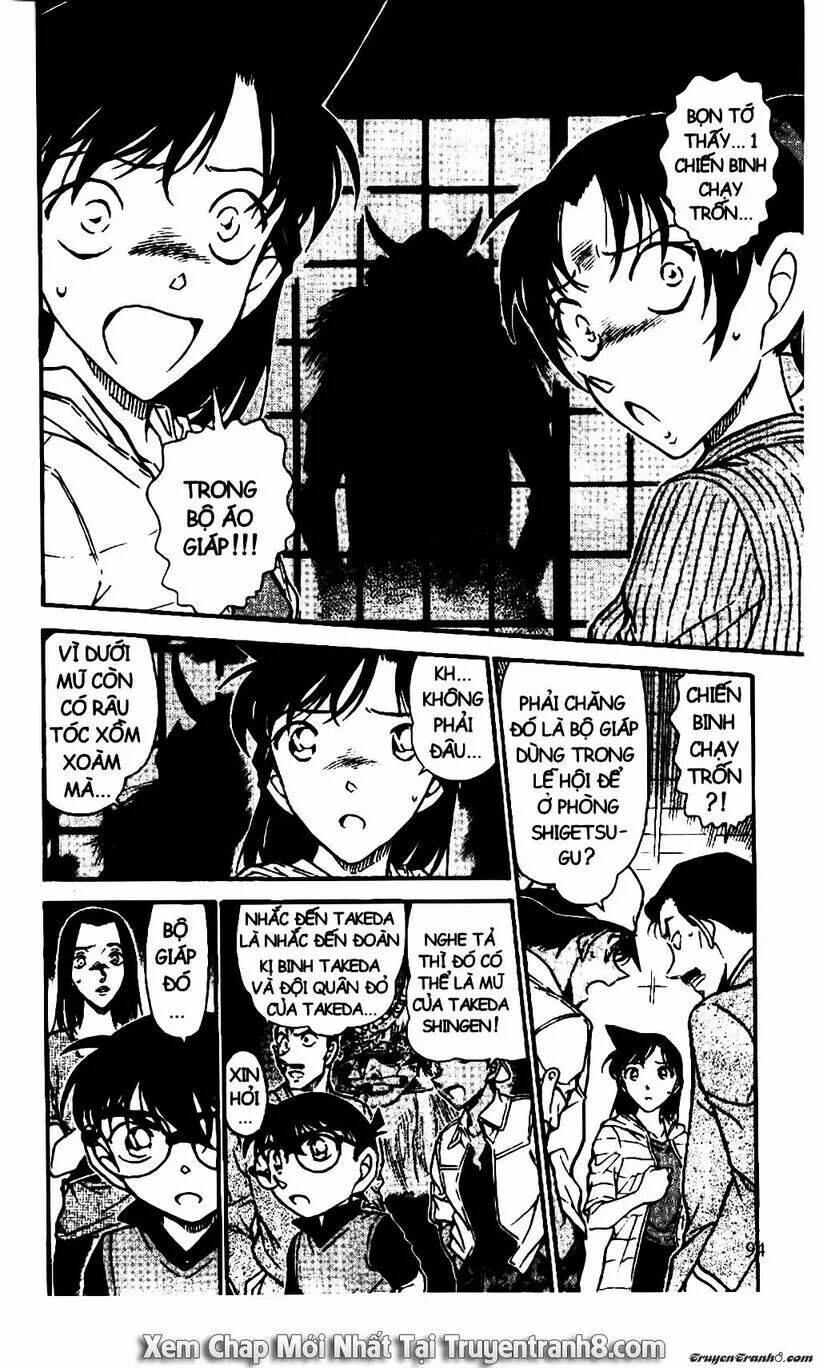 BỌN TỚ
THẤY... 1
CHIẾN BINH
CHẠY
TRỐN...
TRONG
BỘ ÁO
GIÁP!!!
CHIẾN
BINH
CHẠY
TRỐN
?!
PHẢI CHĂNG
ĐÓ LÀ BỘ GIÁP
DÙNG TRONG
LỄ HỘI ĐỂ
Ở PHÒNG
SHIGETSU-
GU?
KH...
KHÔNG
PHẢI
ĐÂU...
VÌ DƯỚI
MŨ CÒN
CÓ RÂU
TÓC XỒM
XOÀM
MÀ...
NGHE TẢ
THÌ ĐÓ CÓ
THỂ LÀ MŨ
CỦA TAKEDA
SHINGEN!
NHẮC ĐẾN TAKEDA
LÀ NHẮC ĐẾN ĐOÀN
KỊ BINH TAKEDA
VÀ ĐỘI QUÂN ĐỎ
CỦA TAKEDA...
XIN
HỎI
...
BỘ
GIÁP
ĐÓ
...
94
Xem Chap Mới Nhất Tại Truyentranh8.com
TruyenTranh8.com